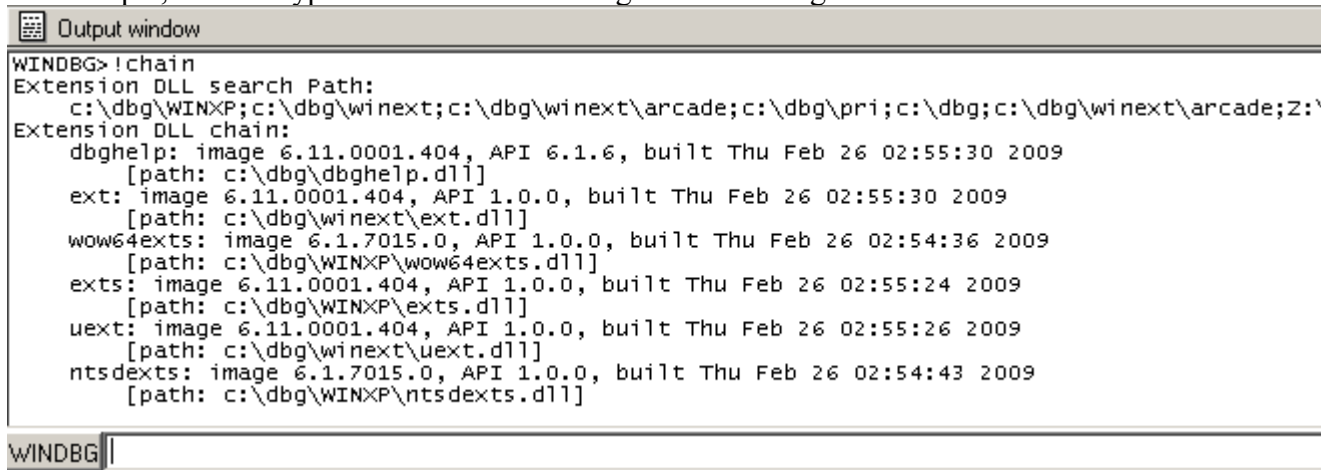 Output window
WINDBG>!chain
Extension DLL search Path:
    c:\dbg\WINXP;c:\dbg\winext;c:\dbg\winext\arcade;c:\dbg\pri;c:\dbg;c:\dbg\winext\arcade;Z:\
Extension DLL chain:
    dbghelp: image 6.11.0001.404, API 6.1.6, built Thu Feb 26 02:55:30 2009
        [path: c:\dbg\dbghelp.dll]
    ext: image 6.11.0001.404, API 1.0.0, built Thu Feb 26 02:55:30 2009
        [path: c:\dbg\winext\ext.dll]
    wow64exts: image 6.1.7015.0, API 1.0.0, built Thu Feb 26 02:54:36 2009
        [path: c:\dbg\WINXP\wow64exts.dll]
    exts: image 6.11.0001.404, API 1.0.0, built Thu Feb 26 02:55:24 2009
        [path: c:\dbg\WINXP\exts.dll]
    uext: image 6.11.0001.404, API 1.0.0, built Thu Feb 26 02:55:26 2009
        [path: c:\dbg\winext\uext.dll]
    ntsdexts: image 6.1.7015.0, API 1.0.0, built Thu Feb 26 02:54:43 2009
        [path: c:\dbg\WINXP\ntsdexts.dll]
WINDBG